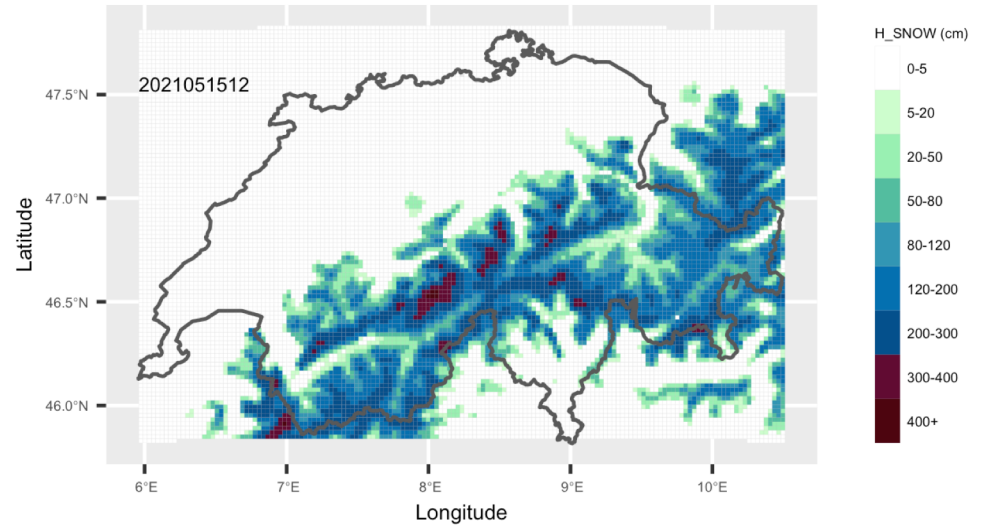 H_SNOW (cm)
0-5
5-20
20-50
50-80
80-120
120-200
200-300
300-400
400+
2021051512
47.5°N
47.0°N
46.5°N
46.0°N
Latitude
6°E 7°E 8°E 9°E 10°E
Longitude